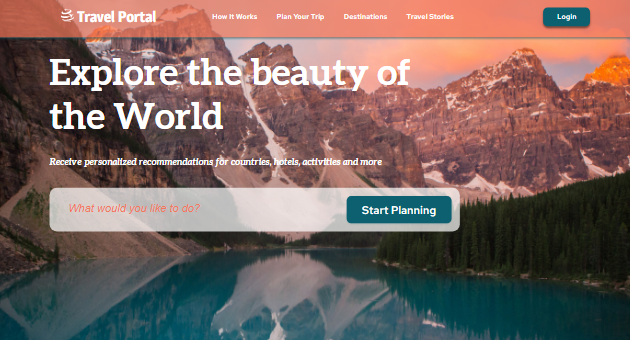 Travel Portal
How It Works
Plan Your Trip
Destinations
Travel Stories
Login
Explore the beauty of
the World
Receive personalized recommendations for countries, hotels, activities and more
What would you like to do?
Start Planning